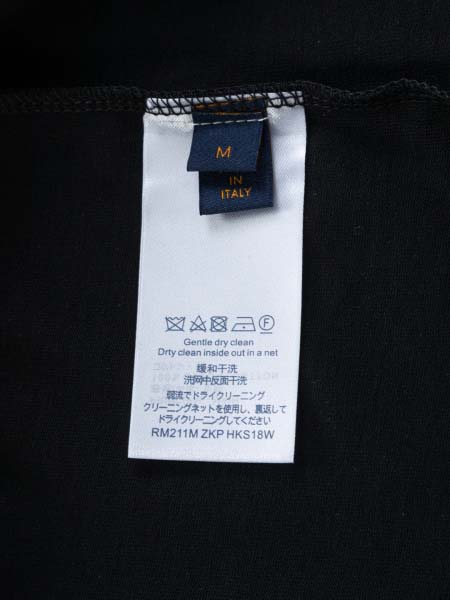 M
IN
ITALY
F
Gentle dry clean
Drty clean inside out in a net
缓和干洗
洗网中反面干洗
弱流でドライクリーニング
クリーニングネットを使用し、裏返して
ドライクリーニングしてください
RM211M ZKP HKS18W